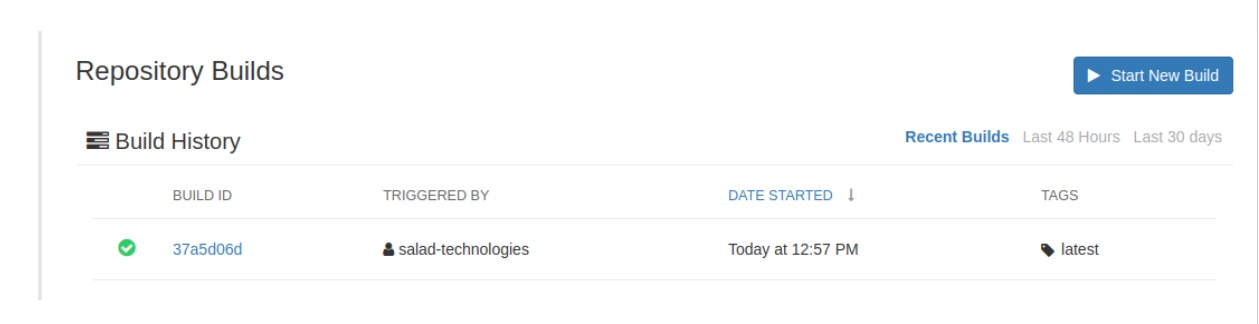 Repository Builds
Start New Build
Build History
Recent Builds Last 48 Hours Last 30 days
BUILD ID TRIGGERED BY DATE STARTED ↓ TAGS
37a5d06d salad-technologies Today at 12:57 PM latest